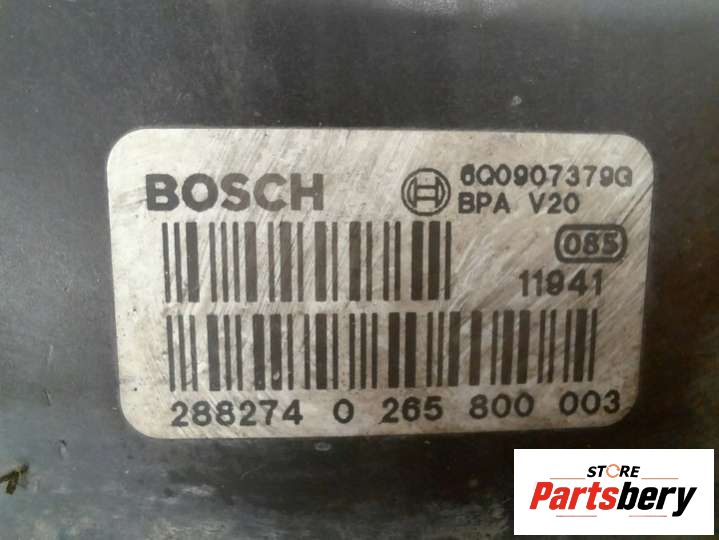 BOSCH
6Q0907379G
BPA V20
085
11941
288274 0 265 800 003
STORE
Partsbery